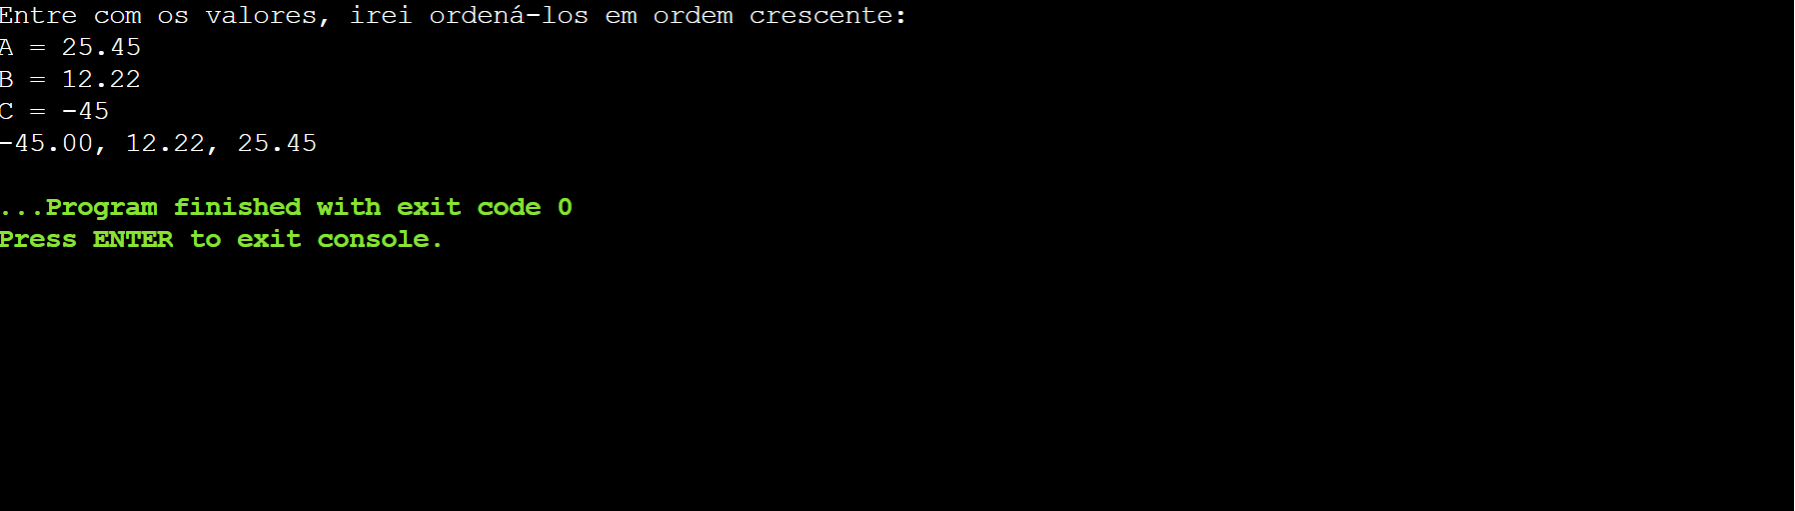 Entre com os valores, irei ordená-los em ordem crescente:
A = 25.45
B = 12.22
C = -45
-45.00, 12.22, 25.45
...Program finished with exit code 0
Press ENTER to exit console.